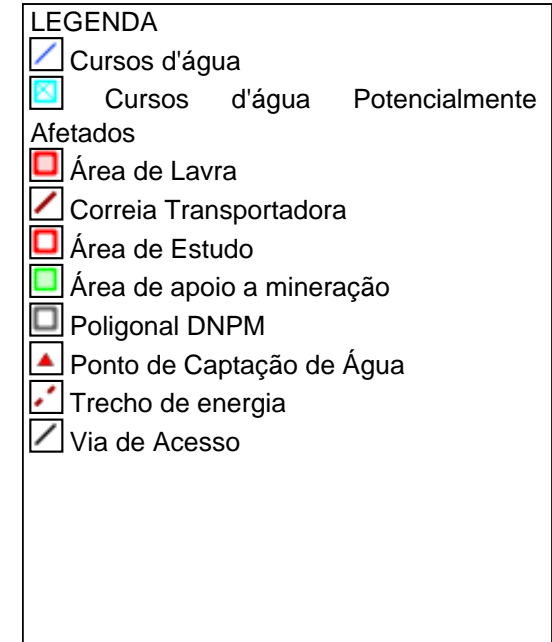 LEGENDA
Cursos d'água
Cursos d'água Potencialmente
Afetados
Área de Lavra
Correia Transportadora
Área de Estudo
Área de apoio a mineração
Poligonal DNPM
Ponto de Captação de Água
Trecho de energia
Via de Acesso